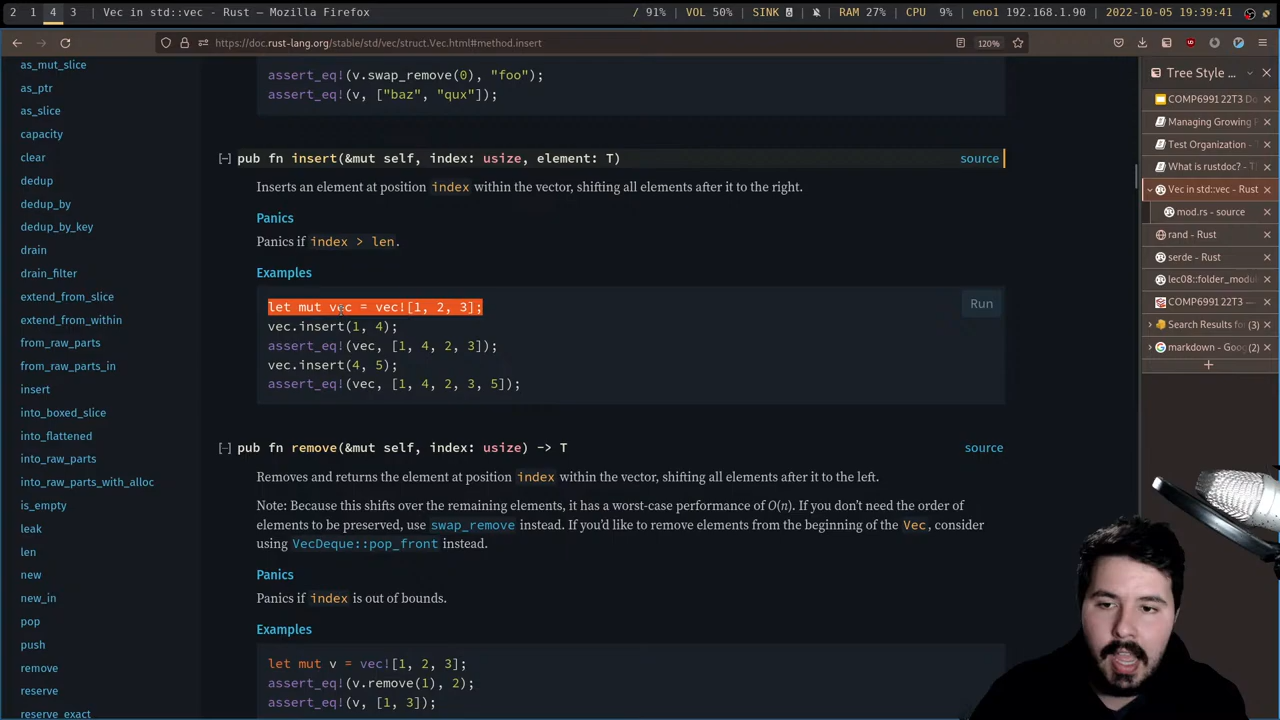 2 1 4 3 Vec in std::vec - Rust — Mozilla Firefox / 91% VOL 50% SINK RAM 27% CPU 9% eno1 192.168.1.90 2022-10-05 19:39:41
https://doc.rust-lang.org/stable/std/vec/struct.Vec.html#method.insert 120%
as_mut_slice
as_ptr
as_slice
capacity
clear
dedup
dedup_by
dedup_by_key
drain
drain_filter
extend_from_slice
extend_from_within
from_raw_parts
from_raw_parts_in
insert
into_boxed_slice
into_flattened
into_raw_parts
into_raw_parts_with_alloc
is_empty
leak
len
new
new_in
pop
push
remove
reserve
reserve_exact
assert_eq!(v.swap_remove(0), "foo");
assert_eq!(v, ["baz", "qux"]);
[−] pub fn insert(&mut self, index: usize, element: T) source
Inserts an element at position index within the vector, shifting all elements after it to the right.
Panics
Panics if index > len.
Examples
let mut vec = vec![1, 2, 3];
Run
vec.insert(1, 4);
assert_eq!(vec, [1, 4, 2, 3]);
vec.insert(4, 5);
assert_eq!(vec, [1, 4, 2, 3, 5]);
[−] pub fn remove(&mut self, index: usize) -> T source
Removes and returns the element at position index within the vector, shifting all elements after it to the left.
Note: Because this shifts over the remaining elements, it has a worst-case performance of O(n). If you don't need the order of
elements to be preserved, use swap_remove instead. If you'd like to remove elements from the beginning of the Vec, consider
using VecDeque::pop_front instead.
Panics
Panics if index is out of bounds.
Examples
let mut v = vec![1, 2, 3];
assert_eq!(v.remove(1), 2);
assert_eq!(v, [1, 3]);
Tree Style ...
COMP6991 22T3 Do
Managing Growing
Test Organization -
What is rustdoc? - Th
Vec in std::vec - Rust
mod.rs - source
rand - Rust
serde - Rust
lec08::folder_modu
COMP6991 22T3 —
Search Results for (3)
markdown - Goog (2)